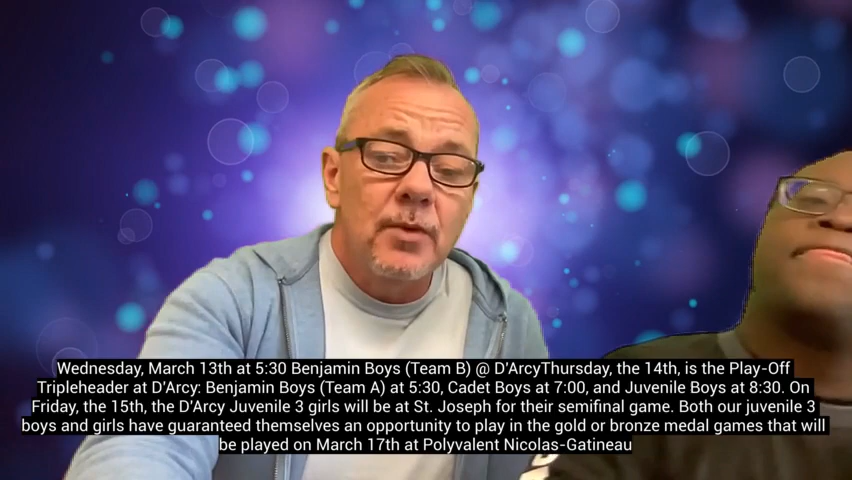 Wednesday, March 13th at 5:30 Benjamin Boys (Team B) @ D'ArcyThursday, the 14th, is the Play-Off
Tripleheader at D'Arcy: Benjamin Boys (Team A) at 5:30, Cadet Boys at 7:00, and Juvenile Boys at 8:30. On
Friday, the 15th, the D'Arcy Juvenile 3 girls will be at St. Joseph for their semifinal game. Both our juvenile 3
boys and girls have guaranteed themselves an opportunity to play in the gold or bronze medal games that will
be played on March 17th at Polyvalent Nicolas-Gatineau